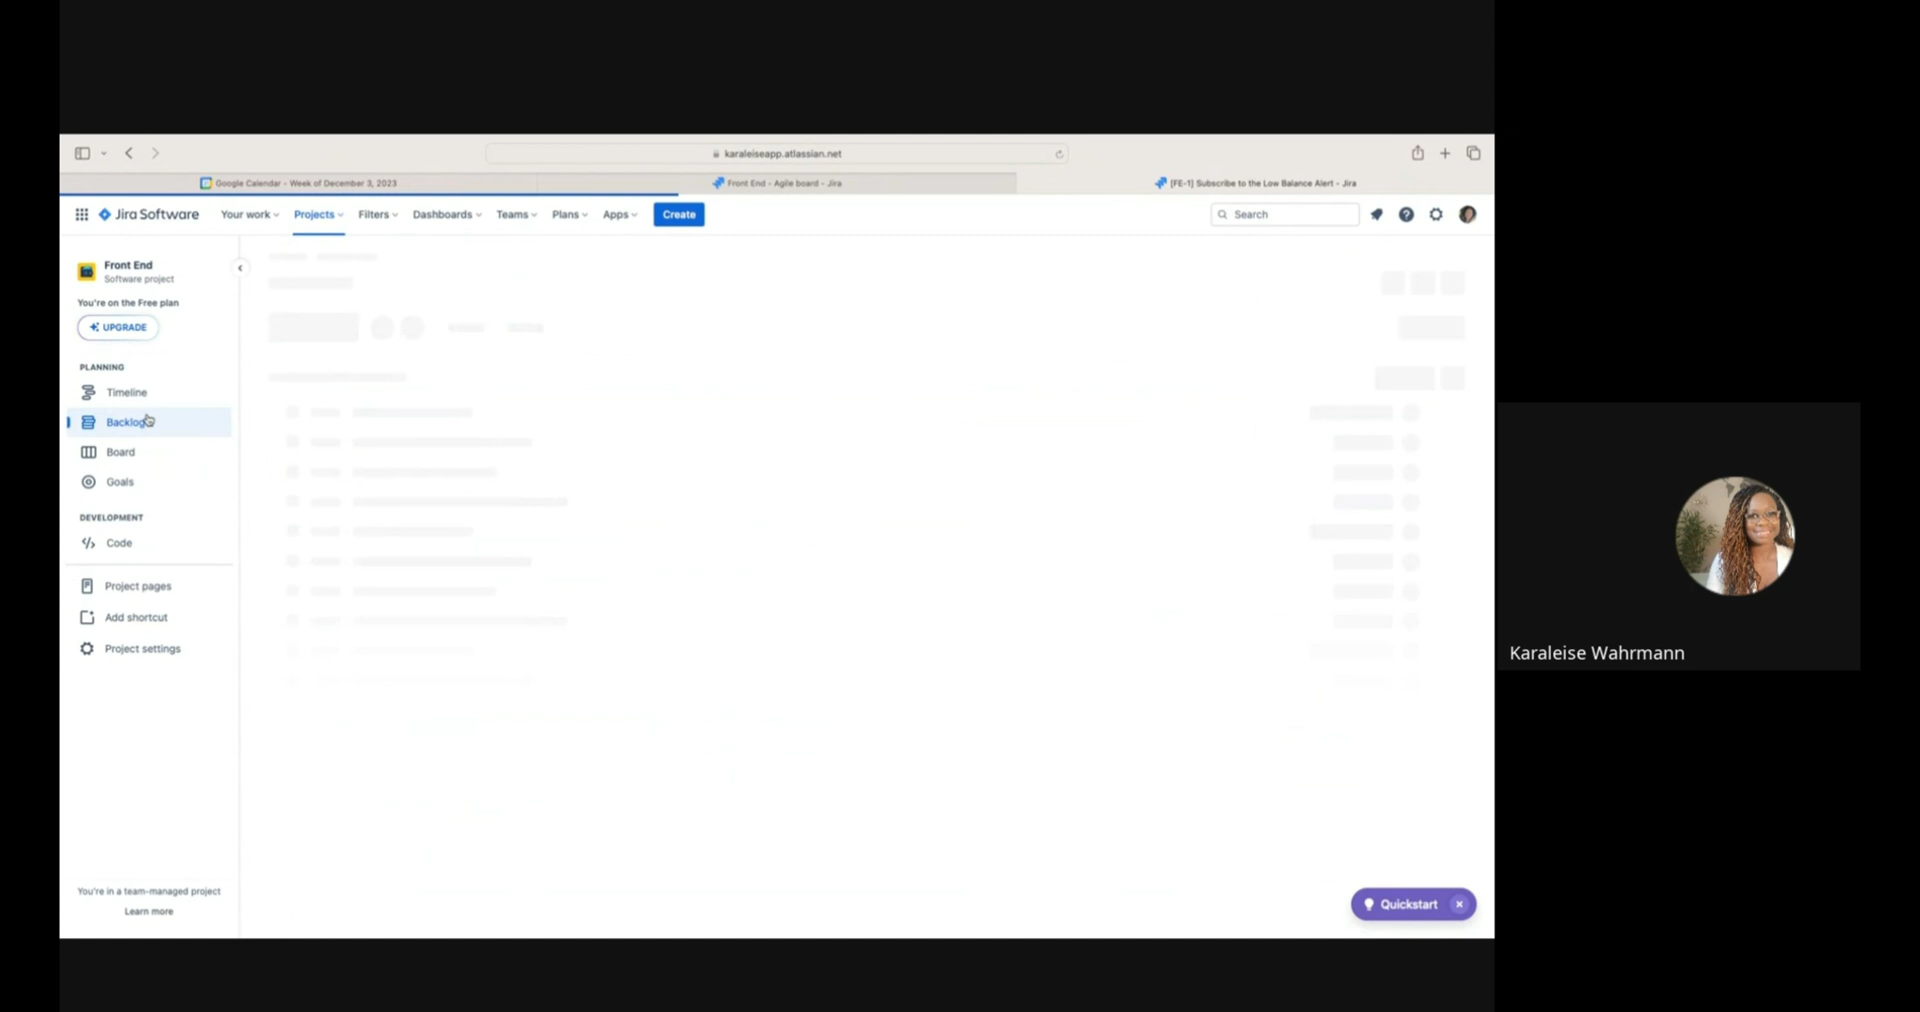 karaleiseapp.atlassian.net
Google Calendar - Week of December 3, 2023
Front End - Agile board - Jira
[FE-1] Subscribe to the Low Balance Alert - Jira
Jira Software
Your work
Projects
Filters
Dashboards
Teams
Plans
Apps
Create
Search
Front End
Software project
You're on the Free plan
UPGRADE
PLANNING
Timeline
Backlog
Board
Goals
DEVELOPMENT
Code
Project pages
Add shortcut
Project settings
Karaleise Wahrmann
You're in a team-managed project
Learn more
Quickstart